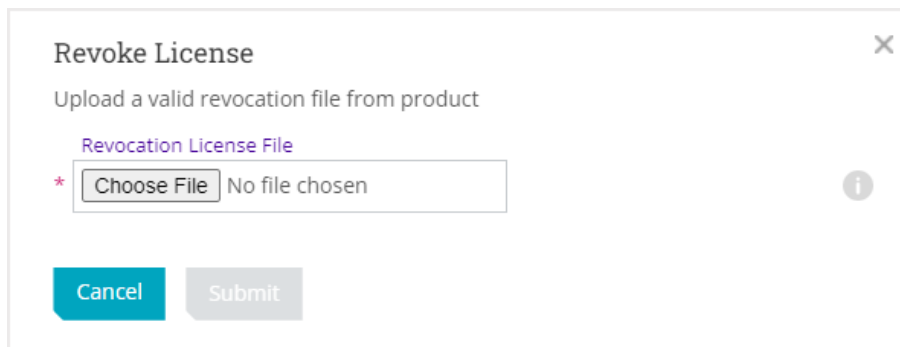 Revoke License
Upload a valid revocation file from product
Revocation License File
* Choose File No file chosen
Cancel Submit